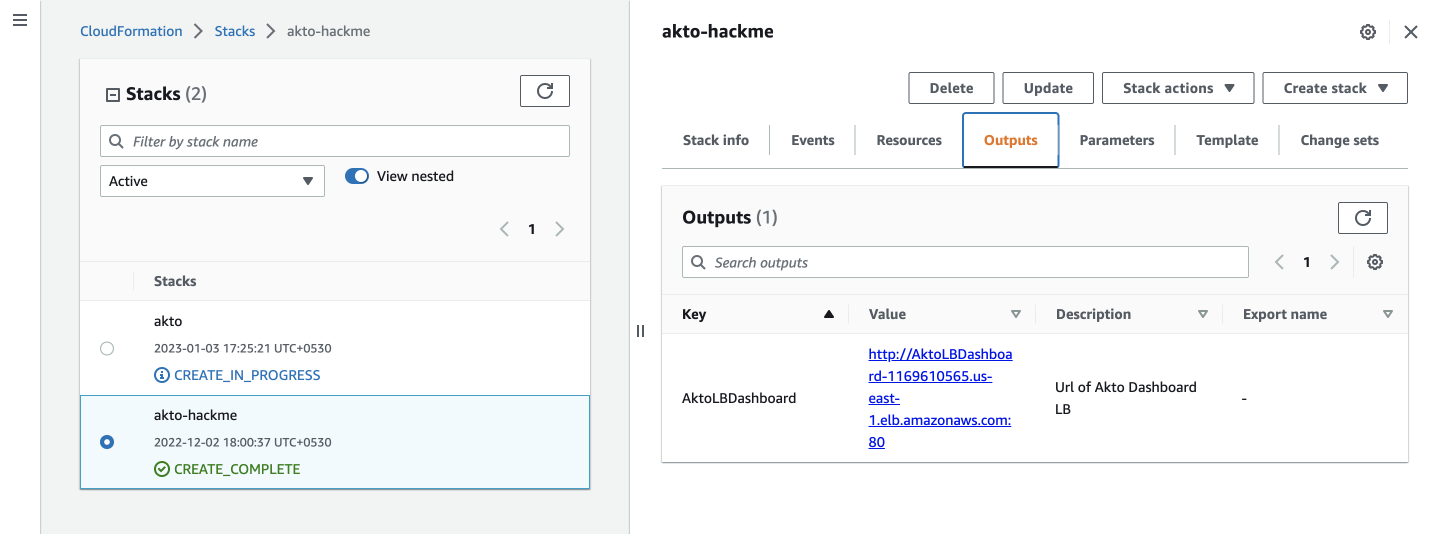 CloudFormation > Stacks > akto-hackme
Stacks (2)
Filter by stack name
Active
View nested
1
Stacks
akto
2023-01-03 17:25:21 UTC+0530
CREATE_IN_PROGRESS
akto-hackme
2022-12-02 18:00:37 UTC+0530
CREATE_COMPLETE
akto-hackme
Delete Update Stack actions Create stack
Stack info Events Resources Outputs Parameters Template Change sets
Outputs (1)
Search outputs
1
Key Value Description Export name
AktoLBDashboard
http://AktoLBDashboa
rd-1169610565.us-
east-
1.elb.amazonaws.com:
80
Url of Akto Dashboard
LB
-